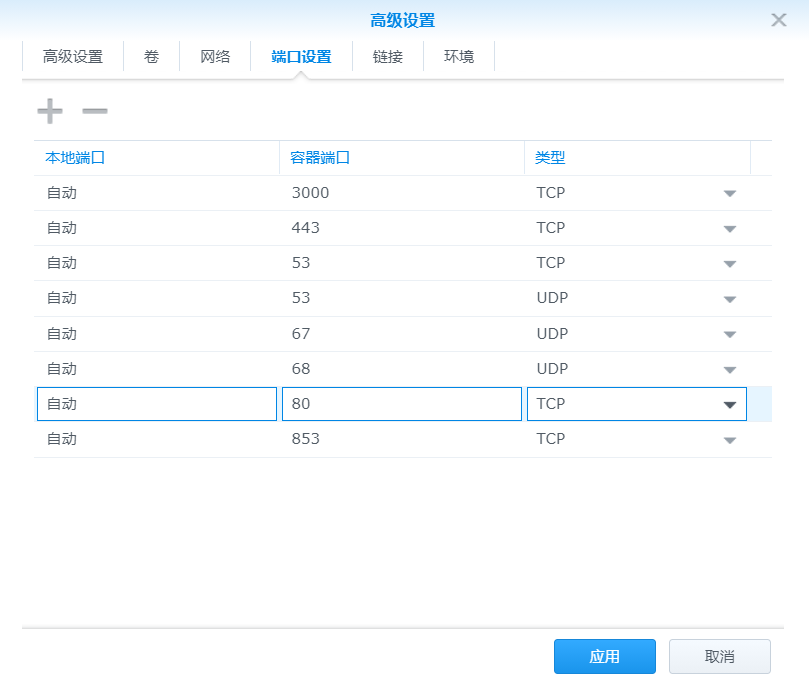 高级设置
高级设置 卷 网络 端口设置 链接 环境
本地端口 容器端口 类型
自动 3000 TCP
自动 443 TCP
自动 53 TCP
自动 53 UDP
自动 67 UDP
自动 68 UDP
自动 80 TCP
自动 853 TCP
应用 取消